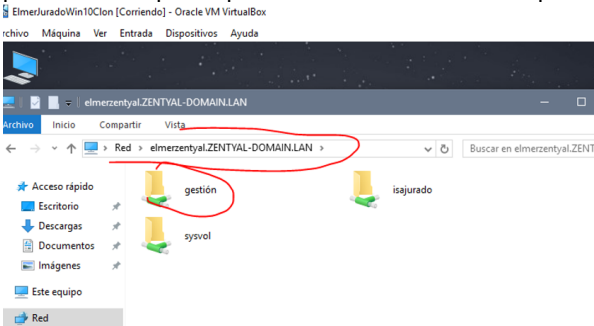 ElmerJuradoWin10Clon [Corriendo] - Oracle VM VirtualBox
rchivo Máquina Ver Entrada Dispositivos Ayuda
elmerzentyal.ZENTYAL-DOMAIN.LAN
Archivo Inicio Compartir Vista
Red > elmerzentyal.ZENTYAL-DOMAIN.LAN >
Buscar en elmerzentyal.ZENT
Acceso rápido
Escritorio
Descargas
Documentos
Imágenes
Este equipo
Red
gestión
isajurado
sysvol